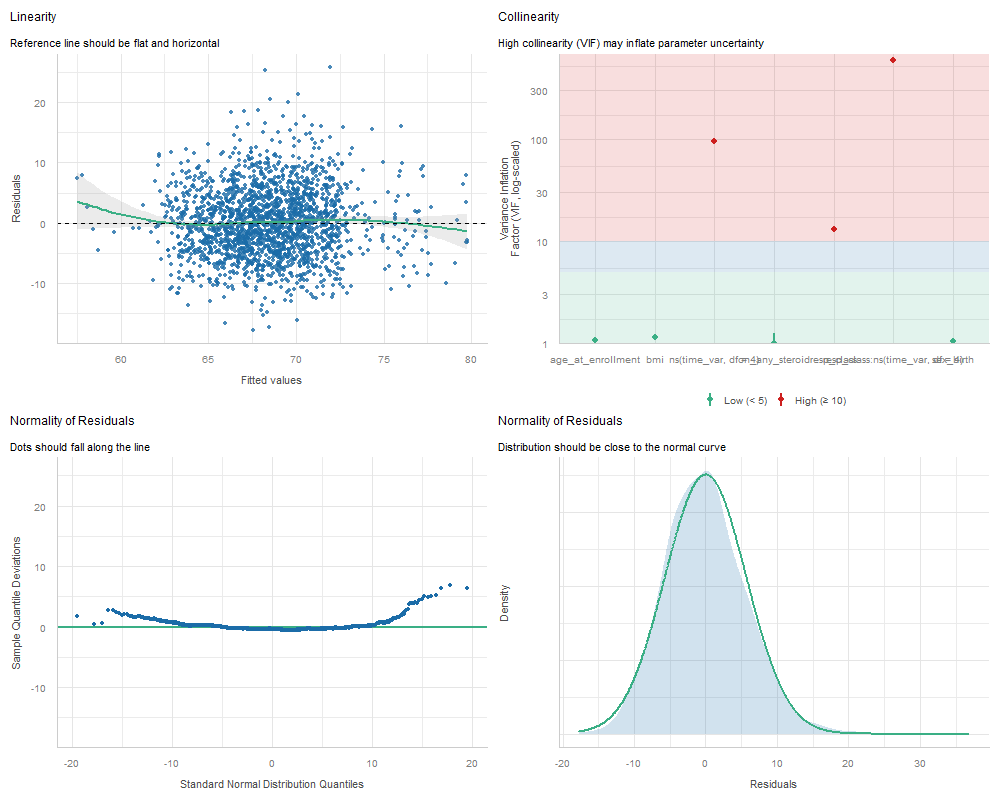 Linearity
Reference line should be flat and horizontal
Residuals
20
10
0
-10
60
65
70
75
80
Fitted values
Collinearity
High collinearity (VIF) may inflate parameter uncertainty
Variance Inflation
Factor (VIF, log-scaled)
300
100
30
10
3
1
age_at_enrollment
bmi
ns(time_var, df = 4)
Low (< 5)
High (≥ 10)
Normality of Residuals
Dots should fall along the line
Sample Quantile Deviations
20
10
0
-10
-20
-10
0
10
20
Standard Normal Distribution Quantiles
Normality of Residuals
Distribution should be close to the normal curve
Density
-20
-10
0
10
20
30
Residuals